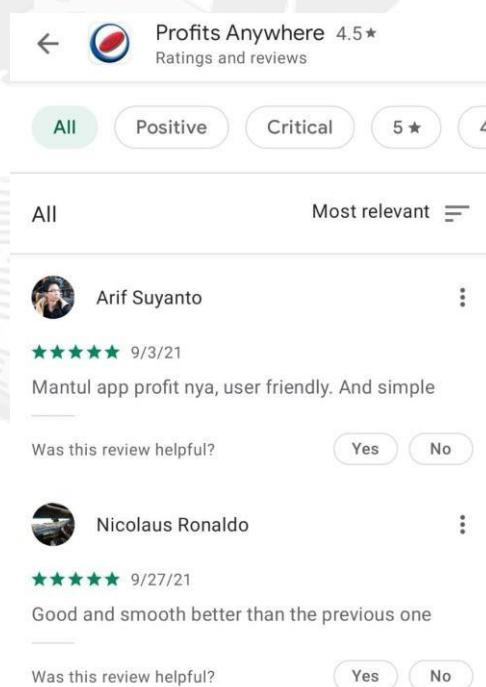 Profits Anywhere 4.5★
Ratings and reviews
All Positive Critical 5 ★ 4
All Most relevant
Arif Suyanto
★★★★★ 9/3/21
Mantul app profit nya, user friendly. And simple
Was this review helpful? Yes No
Nicolaus Ronaldo
★★★★★ 9/27/21
Good and smooth better than the previous one
Was this review helpful? Yes No